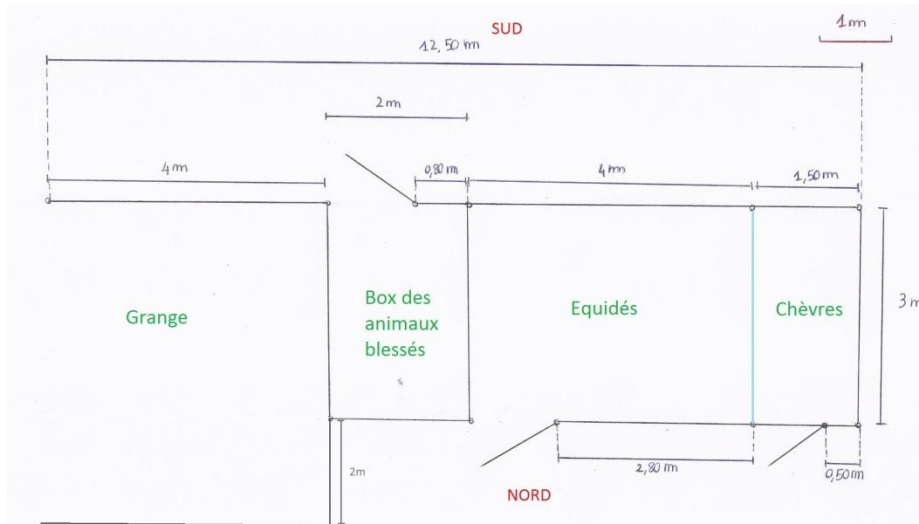 SUD
1m
12,50 m
2m
4m
0,80 m
4m
1,50m
Grange
Box des
animaux
blessés
Equidés
Chèvres
3 m
2m
2,80 m
0,50 m
NORD